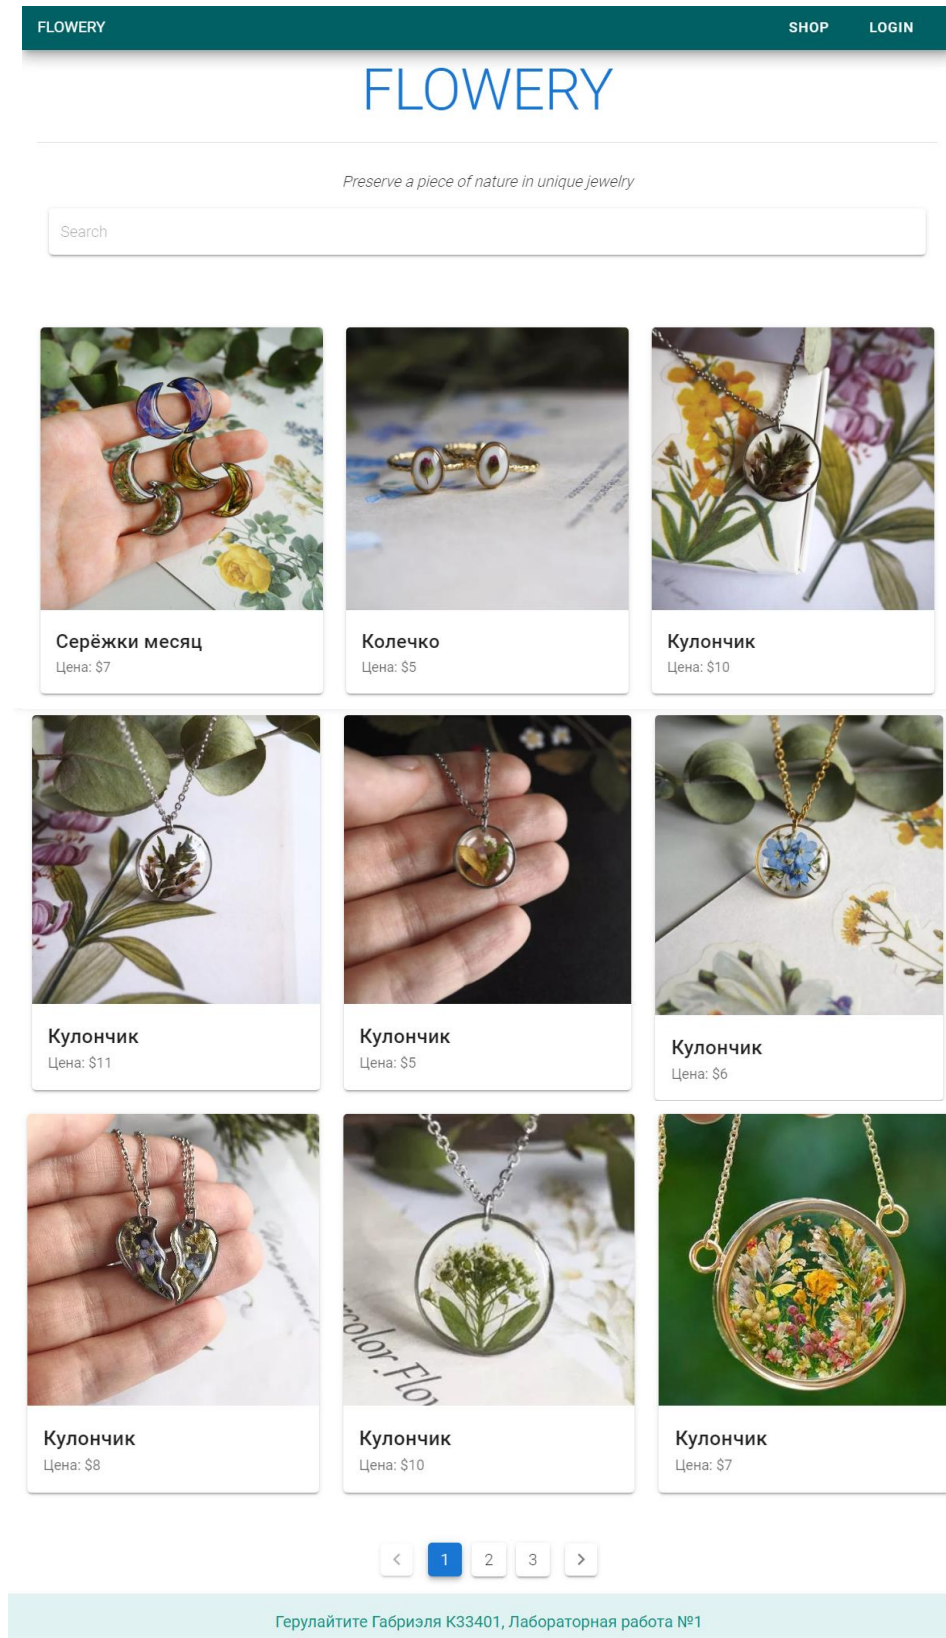 FLOWERY SHOP LOGIN
FLOWERY
Preserve a piece of nature in unique jewelry
Search
Серёжки месяц
Цена: $7
Колечко
Цена: $5
Кулончик
Цена: $10
Кулончик
Цена: $11
Кулончик
Цена: $5
Кулончик
Цена: $6
Кулончик
Цена: $8
olor.Flo
Кулончик
Цена: $10
Кулончик
Цена: $7
1 2 3
Герулайтите Габриэля К33401, Лабораторная работа №1